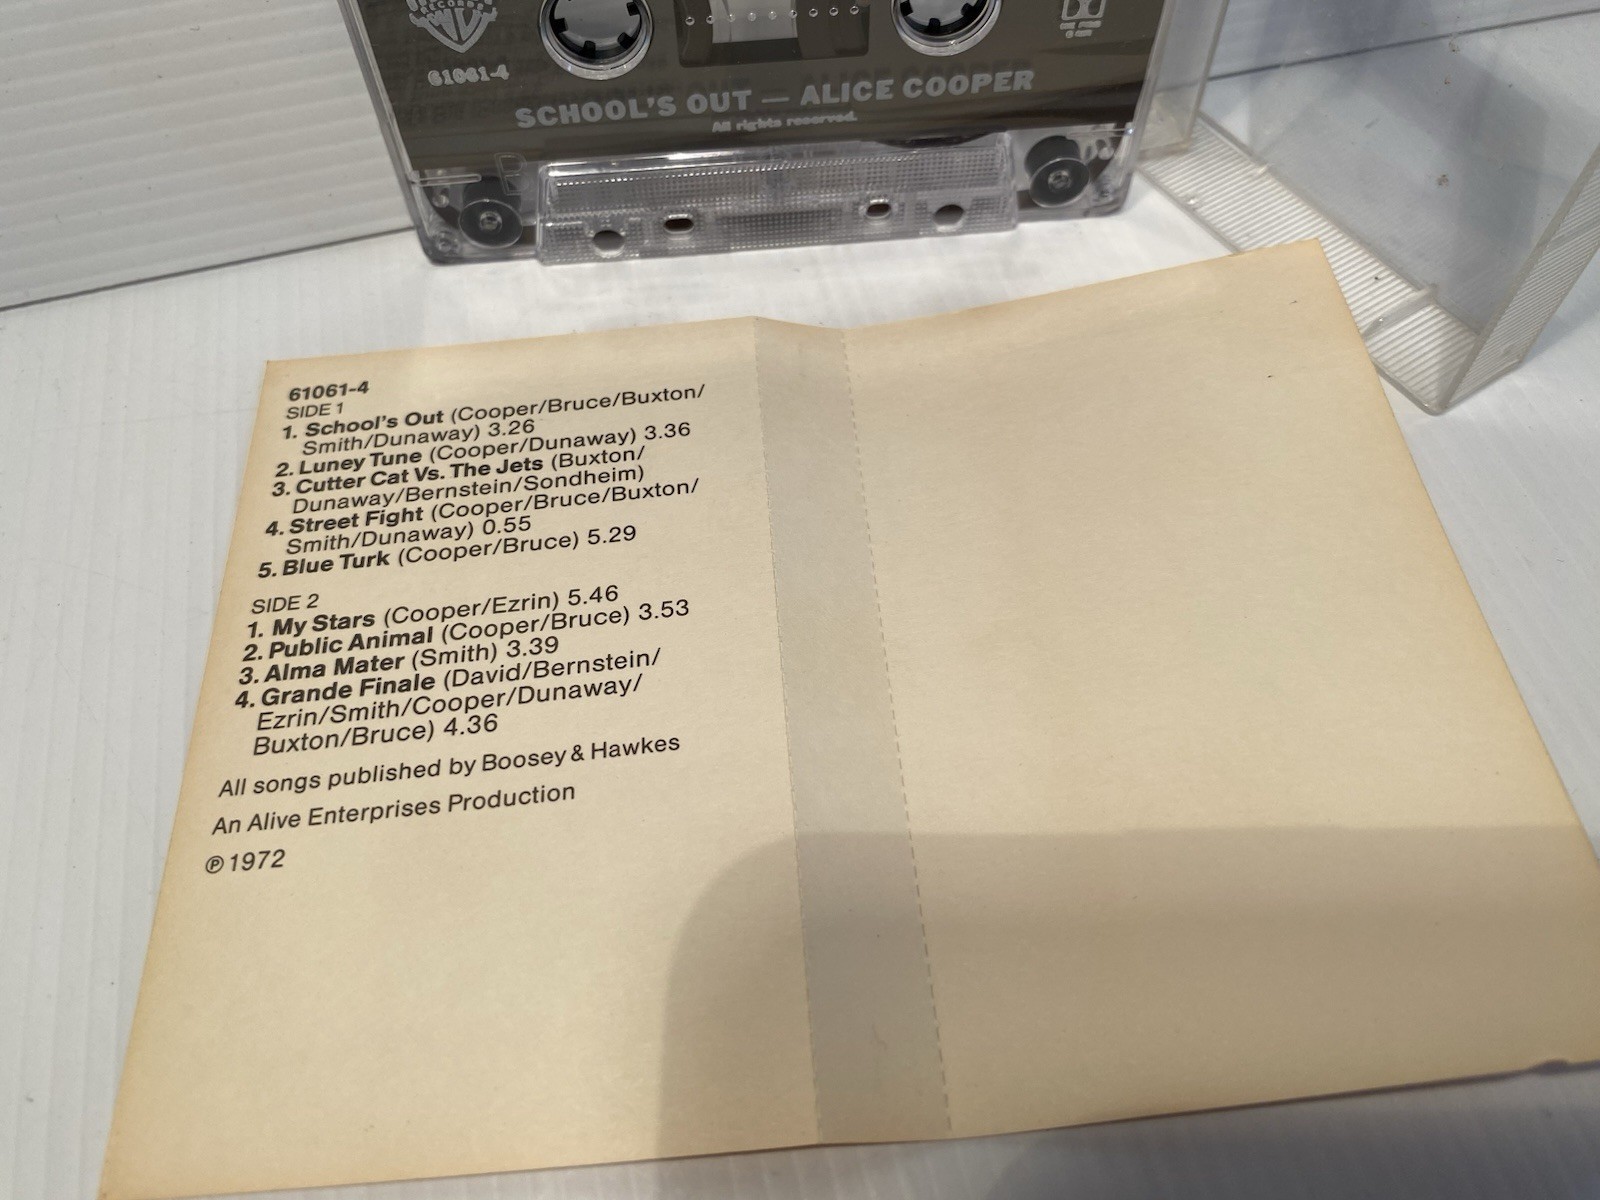 RECORDS
61061-4
SCHOOL'S OUT — ALICE COOPER
All rights reserved.
61061-4
SIDE 1
1. School's Out (Cooper/Bruce/Buxton/
Smith/Dunaway) 3.26
2. Luney Tune (Cooper/Dunaway) 3.36
3. Cutter Cat Vs. The Jets (Buxton/
Dunaway/Bernstein/Sondheim)
4. Street Fight (Cooper/Bruce/Buxton/
Smith/Dunaway) 0.55
5. Blue Turk (Cooper/Bruce) 5.29
SIDE 2
1. My Stars (Cooper/Ezrin) 5.46
2. Public Animal (Cooper/Bruce) 3.53
3. Alma Mater (Smith) 3.39
4. Grande Finale (David/Bernstein/
Ezrin/Smith/Cooper/Dunaway/
Buxton/Bruce) 4.36
All songs published by Boosey & Hawkes
An Alive Enterprises Production
℗1972